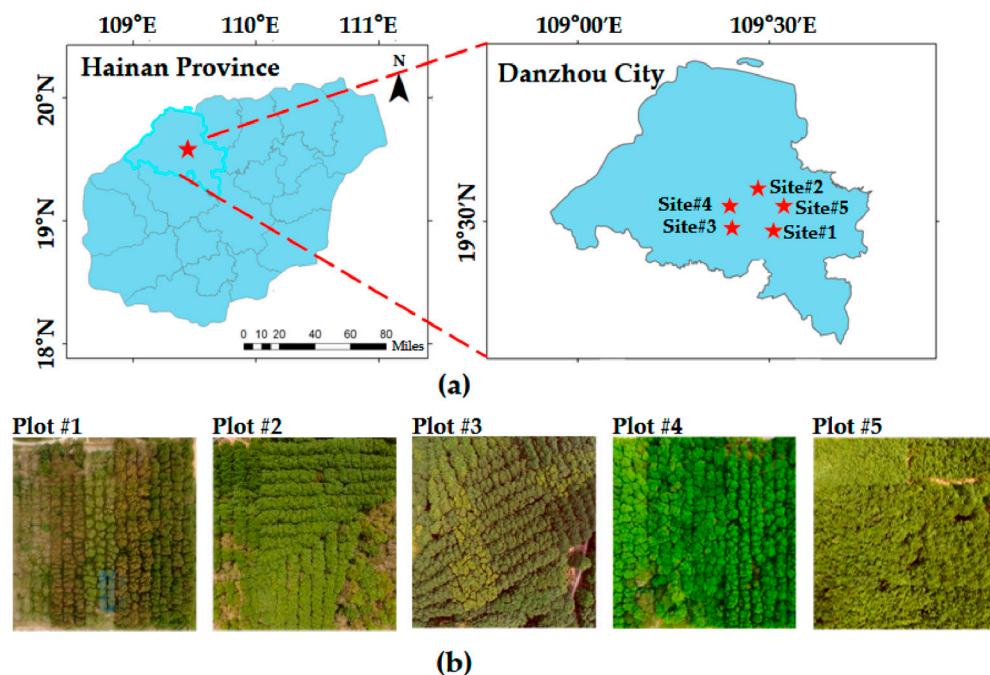 109°E 110°E 111°E
109°00′E 109°30′E
Hainan Province
N
Danzhou City
20°N
19°N
18°N
19°30′N
Site#2
Site#4
Site#5
Site#3
Site#1
0 10 20 40 60 80
Miles
(a)
Plot #1 Plot #2 Plot #3 Plot #4 Plot #5
(b)